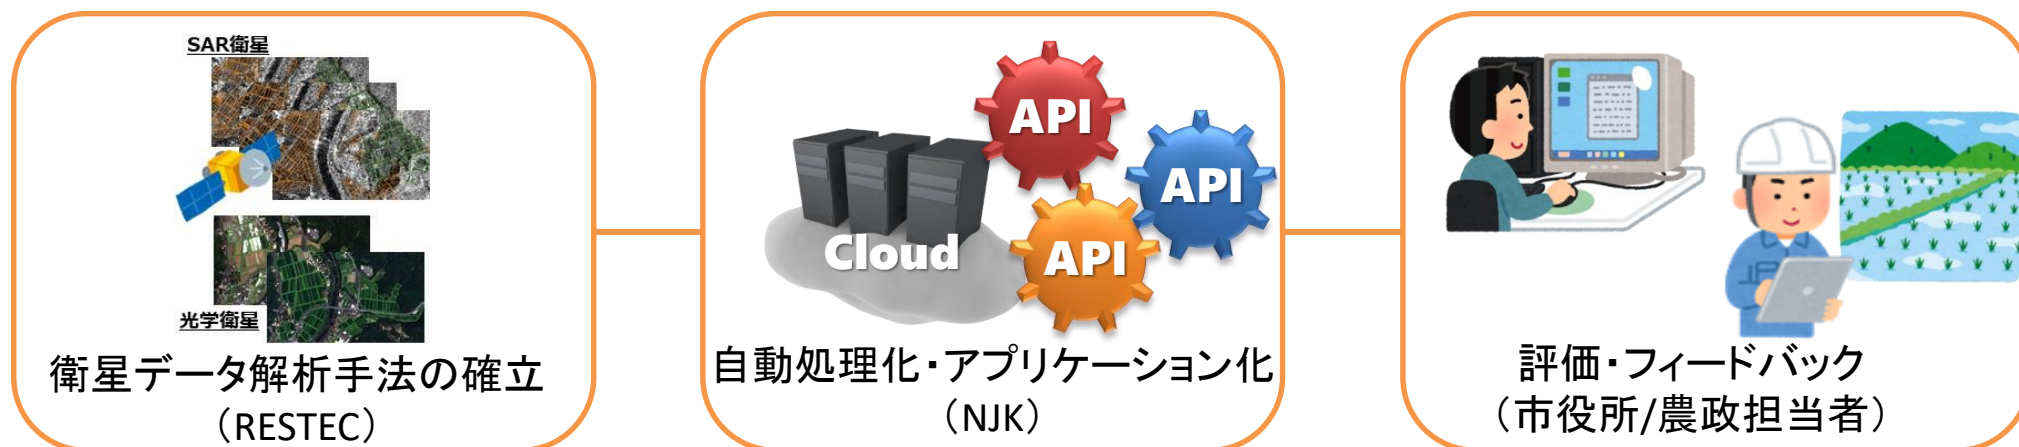 SAR衛星
光学衛星
衛星データ解析手法の確立
（RESTEC）
Cloud
API
API
API
自動処理化・アプリケーション化
（NJK）
評価・フィードバック
（市役所/農政担当者）